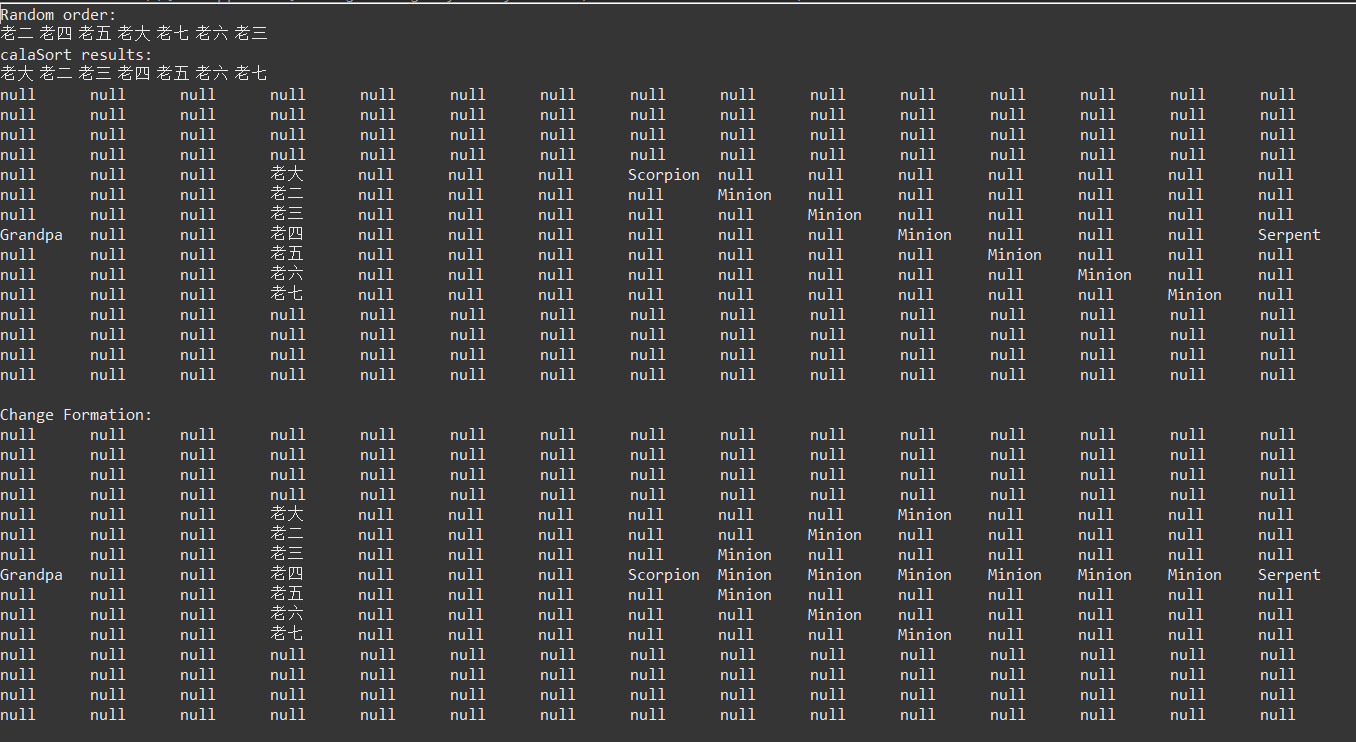 Random order:
老二 老四 老五 老大 老七 老六 老三
calaSort results:
老大 老二 老三 老四 老五 老六 老七
null null null null null null null null null null null null null null null
null null null null null null null null null null null null null null null
null null null null null null null null null null null null null null null
null null null null null null null null null null null null null null null
null null null 老大 null null null Scorpion null null null null null null null
null null null 老二 null null null null Minion null null null null null null
null null null 老三 null null null null null Minion null null null null null
Grandpa null null 老四 null null null null null null Minion null null null Serpent
null null null 老五 null null null null null null null Minion null null null
null null null 老六 null null null null null null null null Minion null null
null null null 老七 null null null null null null null null null Minion null
null null null null null null null null null null null null null null null
null null null null null null null null null null null null null null null
null null null null null null null null null null null null null null null
null null null null null null null null null null null null null null null
Change Formation:
null null null null null null null null null null null null null null null
null null null null null null null null null null null null null null null
null null null null null null null null null null null null null null null
null null null null null null null null null null null null null null null
null null null 老大 null null null null null null Minion null null null null
null null null 老二 null null null null null Minion null null null null null
null null null 老三 null null null null Minion null null null null null null
Grandpa null null 老四 null null null Scorpion Minion Minion Minion Minion Minion Minion Serpent
null null null 老五 null null null null Minion null null null null null null
null null null 老六 null null null null null Minion null null null null null
null null null 老七 null null null null null null Minion null null null null
null null null null null null null null null null null null null null null
null null null null null null null null null null null null null null null
null null null null null null null null null null null null null null null
null null null null null null null null null null null null null null null